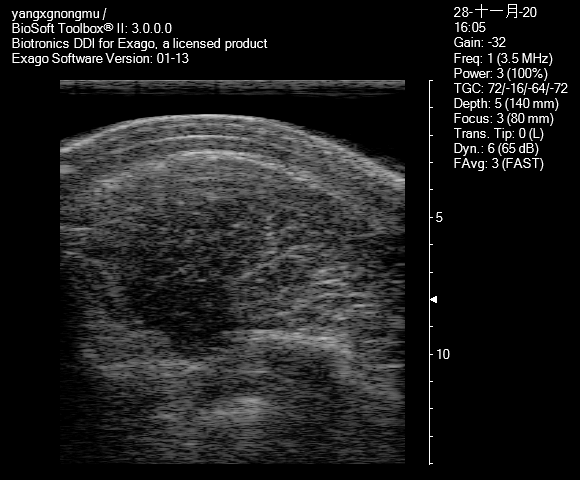 yangxgnongmu /
BioSoft Toolbox® II: 3.0.0.0
Biotronics DDI for Exago, a licensed product
Exago Software Version: 01-13
28-十一月-20
16:05
Gain: -32
Freq: 1 (3.5 MHz)
Power: 3 (100%)
TGC: 72/-16/-64/-72
Depth: 5 (140 mm)
Focus: 3 (80 mm)
Trans. Tip: 0 (L)
Dyn.: 6 (65 dB)
FAvg: 3 (FAST)
5
10